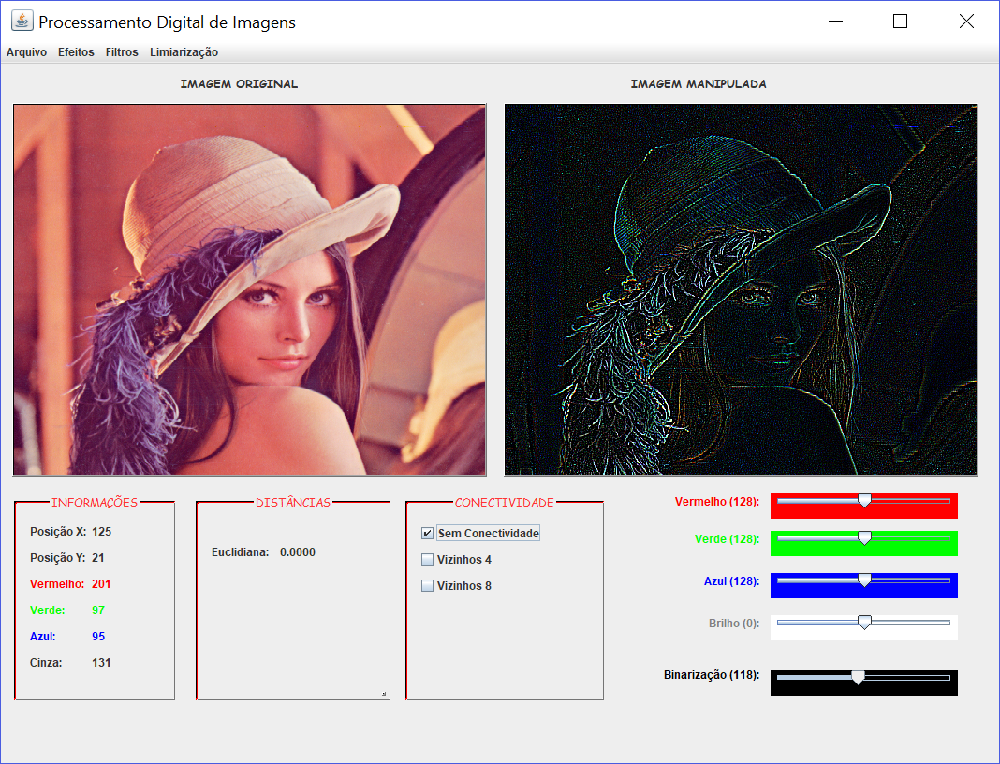 Processamento Digital de Imagens
Arquivo Efeitos Filtros Limiarização
IMAGEM ORIGINAL
IMAGEM MANIPULADA
INFORMAÇÕES
Posição X: 125
Posição Y: 21
Vermelho: 201
Verde: 97
Azul: 95
Cinza: 131
DISTÂNCIAS
Euclidiana: 0.0000
CONECTIVIDADE
Sem Conectividade
Vizinhos 4
Vizinhos 8
Vermelho (128):
Verde (128):
Azul (128):
Brilho (0):
Binarização (118):